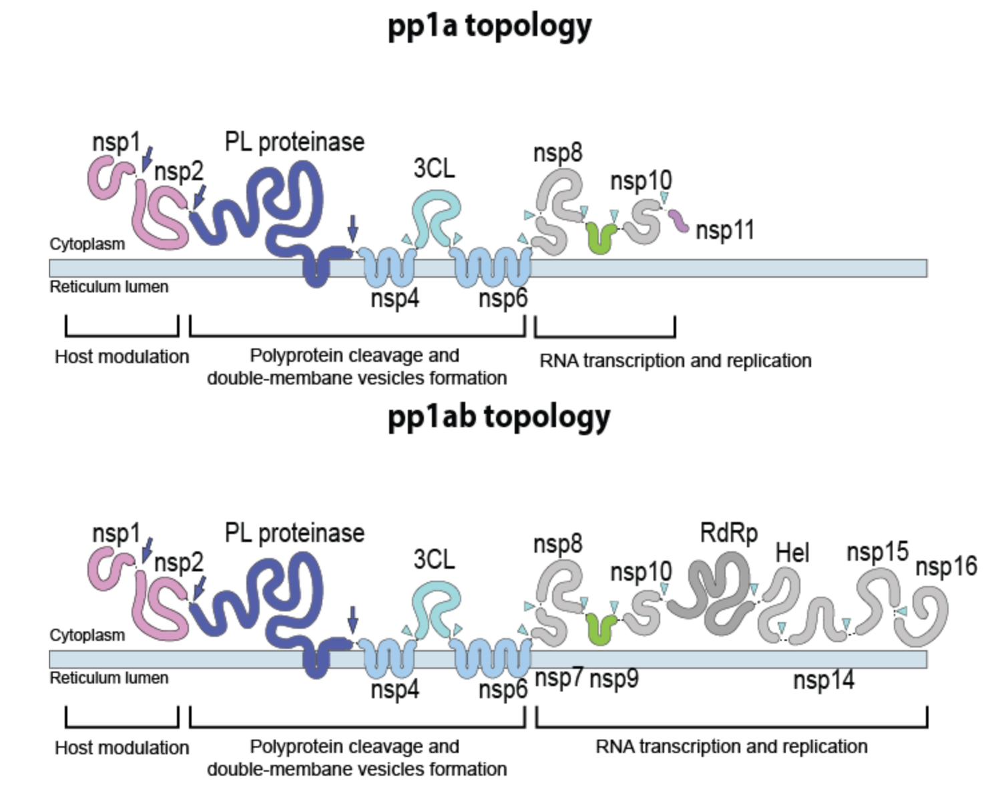 pp1a topology
nsp1
PL proteinase
nsp2
3CL
nsp8
nsp10
nsp11
Cytoplasm
Reticulum lumen
nsp4
nsp6
Host modulation
Polyprotein cleavage and
double-membane vesicles formation
RNA transcription and replication
pp1ab topology
nsp1
PL proteinase
nsp2
3CL
nsp8
nsp10
RdRp
Hel
nsp15
nsp16
Cytoplasm
Reticulum lumen
nsp4
nsp6
nsp7
nsp9
nsp14
Host modulation
Polyprotein cleavage and
double-membane vesicles formation
RNA transcription and replication